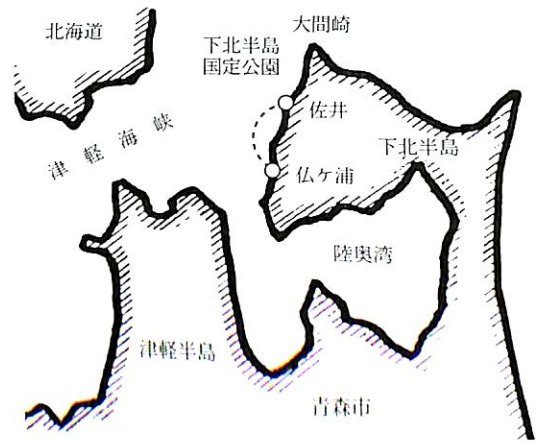 北海道
大間崎
下北半島
国定公園
佐井
津軽海峡
下北半島
仏ヶ浦
陸奥湾
津軽半島
青森市